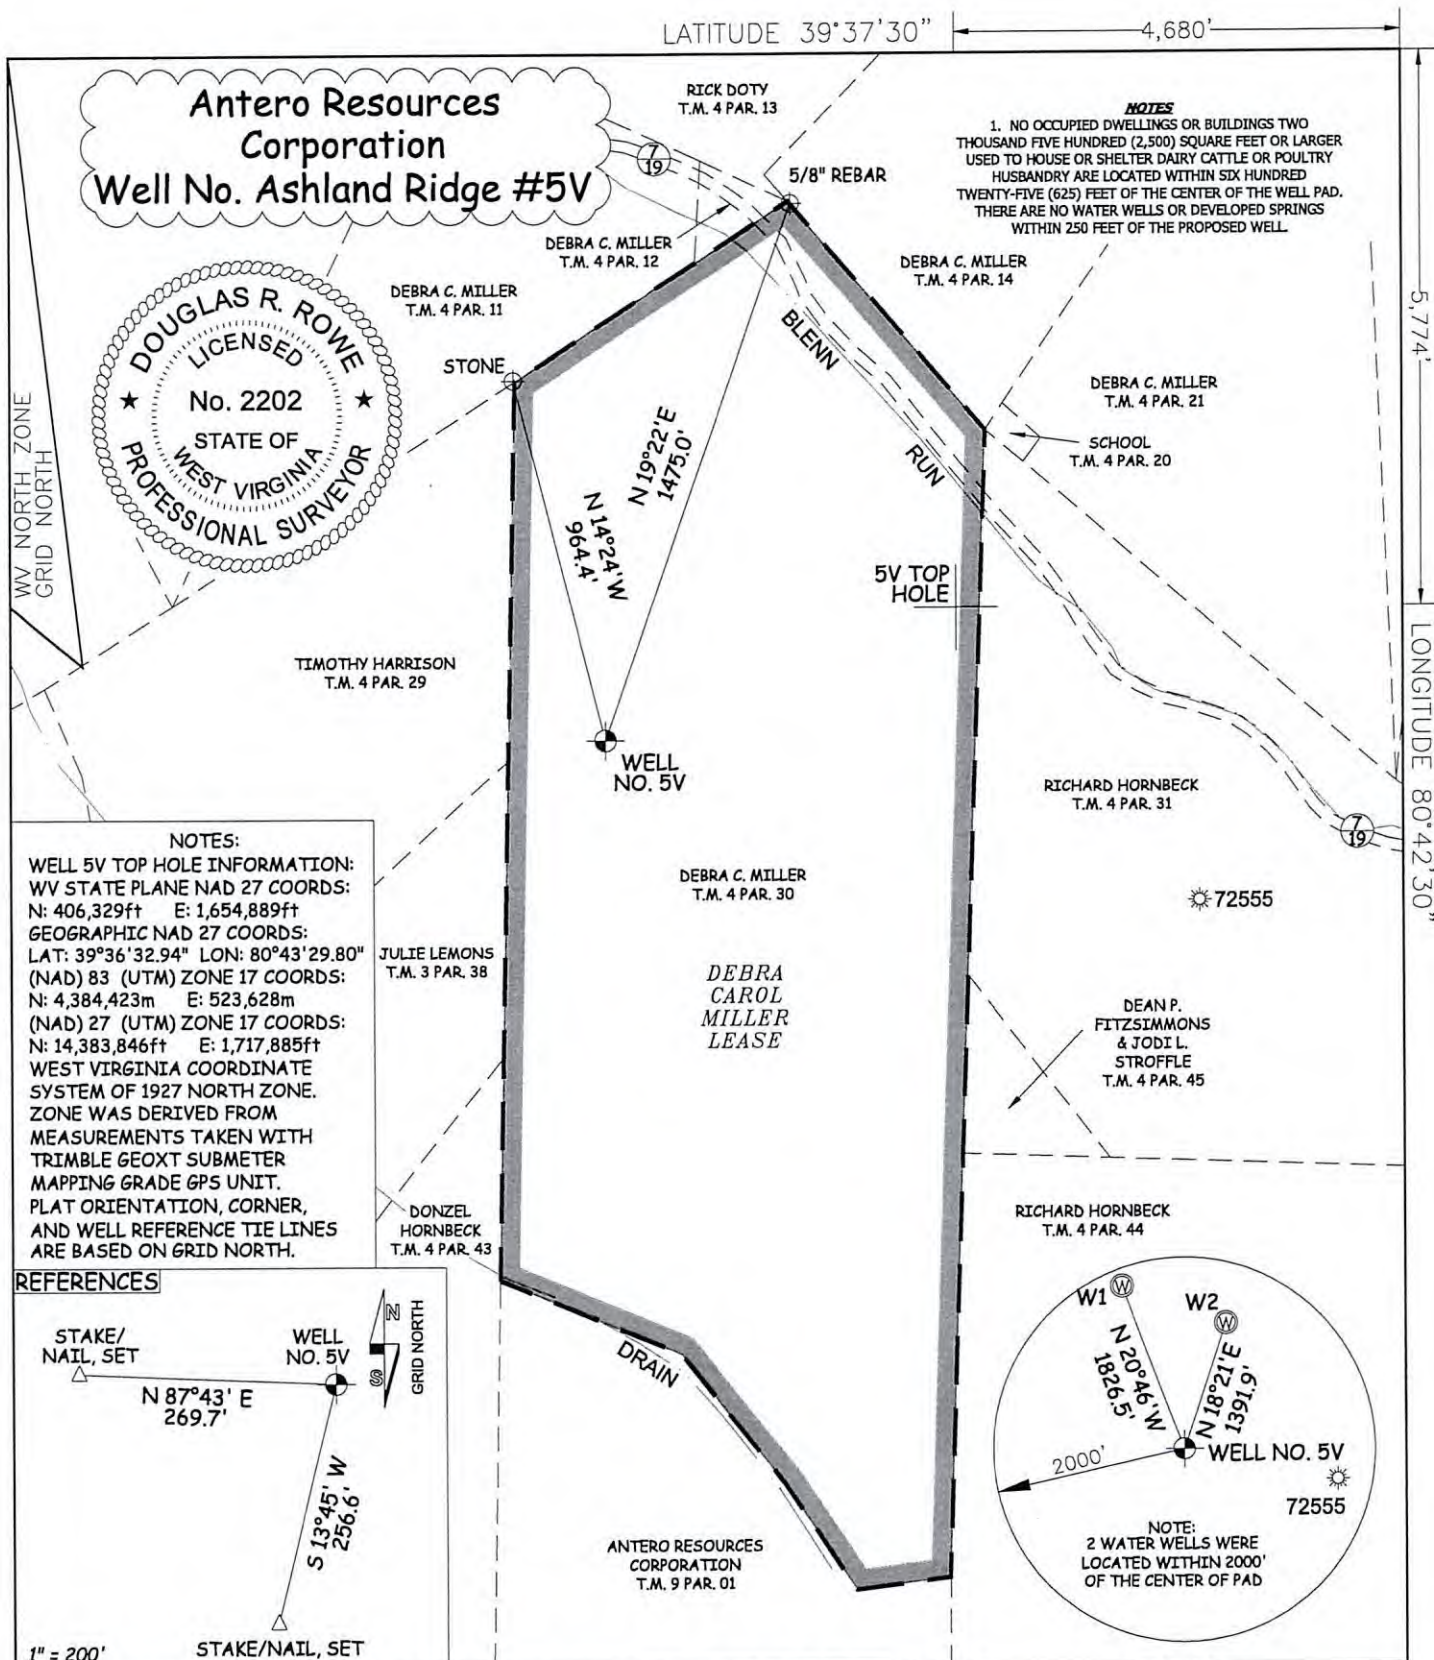 LATITUDE 39°37'30"
4,680'
Antero Resources
Corporation
Well No. Ashland Ridge #5V
RICK DOTY
T.M. 4 PAR. 13
NOTES
1. NO OCCUPIED DWELLINGS OR BUILDINGS TWO
THOUSAND FIVE HUNDRED (2,500) SQUARE FEET OR LARGER
USED TO HOUSE OR SHELTER DAIRY CATTLE OR POULTRY
HUSBANDRY ARE LOCATED WITHIN SIX HUNDRED
TWENTY-FIVE (625) FEET OF THE CENTER OF THE WELL PAD.
THERE ARE NO WATER WELLS OR DEVELOPED SPRINGS
WITHIN 250 FEET OF THE PROPOSED WELL.
7
19
5/8" REBAR
DEBRA C. MILLER
T.M. 4 PAR. 12
DEBRA C. MILLER
T.M. 4 PAR. 14
DEBRA C. MILLER
T.M. 4 PAR. 11
5,774'
DOUGLAS R. ROWE
LICENSED
No. 2202
STATE OF
WEST VIRGINIA
PROFESSIONAL SURVEYOR
STONE
BLENN
RUN
DEBRA C. MILLER
T.M. 4 PAR. 21
SCHOOL
T.M. 4 PAR. 20
WV NORTH ZONE
GRID NORTH
N 19°22'E
1475.0'
N 14°24'W
964.4'
5V TOP
HOLE
LONGITUDE 80°42'30"
TIMOTHY HARRISON
T.M. 4 PAR. 29
WELL
NO. 5V
RICHARD HORNBECK
T.M. 4 PAR. 31
7
19
72555
NOTES:
WELL 5V TOP HOLE INFORMATION:
WV STATE PLANE NAD 27 COORDS:
N: 406,329ft E: 1,654,889ft
GEOGRAPHIC NAD 27 COORDS:
LAT: 39°36'32.94" LON: 80°43'29.80"
(NAD) 83 (UTM) ZONE 17 COORDS:
N: 4,384,423m E: 523,628m
(NAD) 27 (UTM) ZONE 17 COORDS:
N: 14,383,846ft E: 1,717,885ft
WEST VIRGINIA COORDINATE
SYSTEM OF 1927 NORTH ZONE.
ZONE WAS DERIVED FROM
MEASUREMENTS TAKEN WITH
TRIMBLE GEOXT SUBMETER
MAPPING GRADE GPS UNIT.
PLAT ORIENTATION, CORNER,
AND WELL REFERENCE TIE LINES
ARE BASED ON GRID NORTH.
DEBRA C. MILLER
T.M. 4 PAR. 30
JULIE LEMONS
T.M. 3 PAR. 38
DEBRA
CAROL
MILLER
LEASE
DEAN P.
FITZSIMMONS
& JODI L.
STROFFLE
T.M. 4 PAR. 45
DONZEL
HORNBECK
T.M. 4 PAR. 43
RICHARD HORNBECK
T.M. 4 PAR. 44
REFERENCES
STAKE/
NAIL, SET
WELL
NO. 5V
N
S
GRID NORTH
N 87°43' E
269.7'
S 13°45' W
256.6'
STAKE/NAIL, SET
1" = 200'
DRAIN
ANTERO RESOURCES
CORPORATION
T.M. 9 PAR. 01
W1
W
W2
W
N 20°46'W
1826.5'
N 18°21'E
1391.9'
WELL NO. 5V
2000'
72555
NOTE:
2 WATER WELLS WERE
LOCATED WITHIN 2000'
OF THE CENTER OF PAD